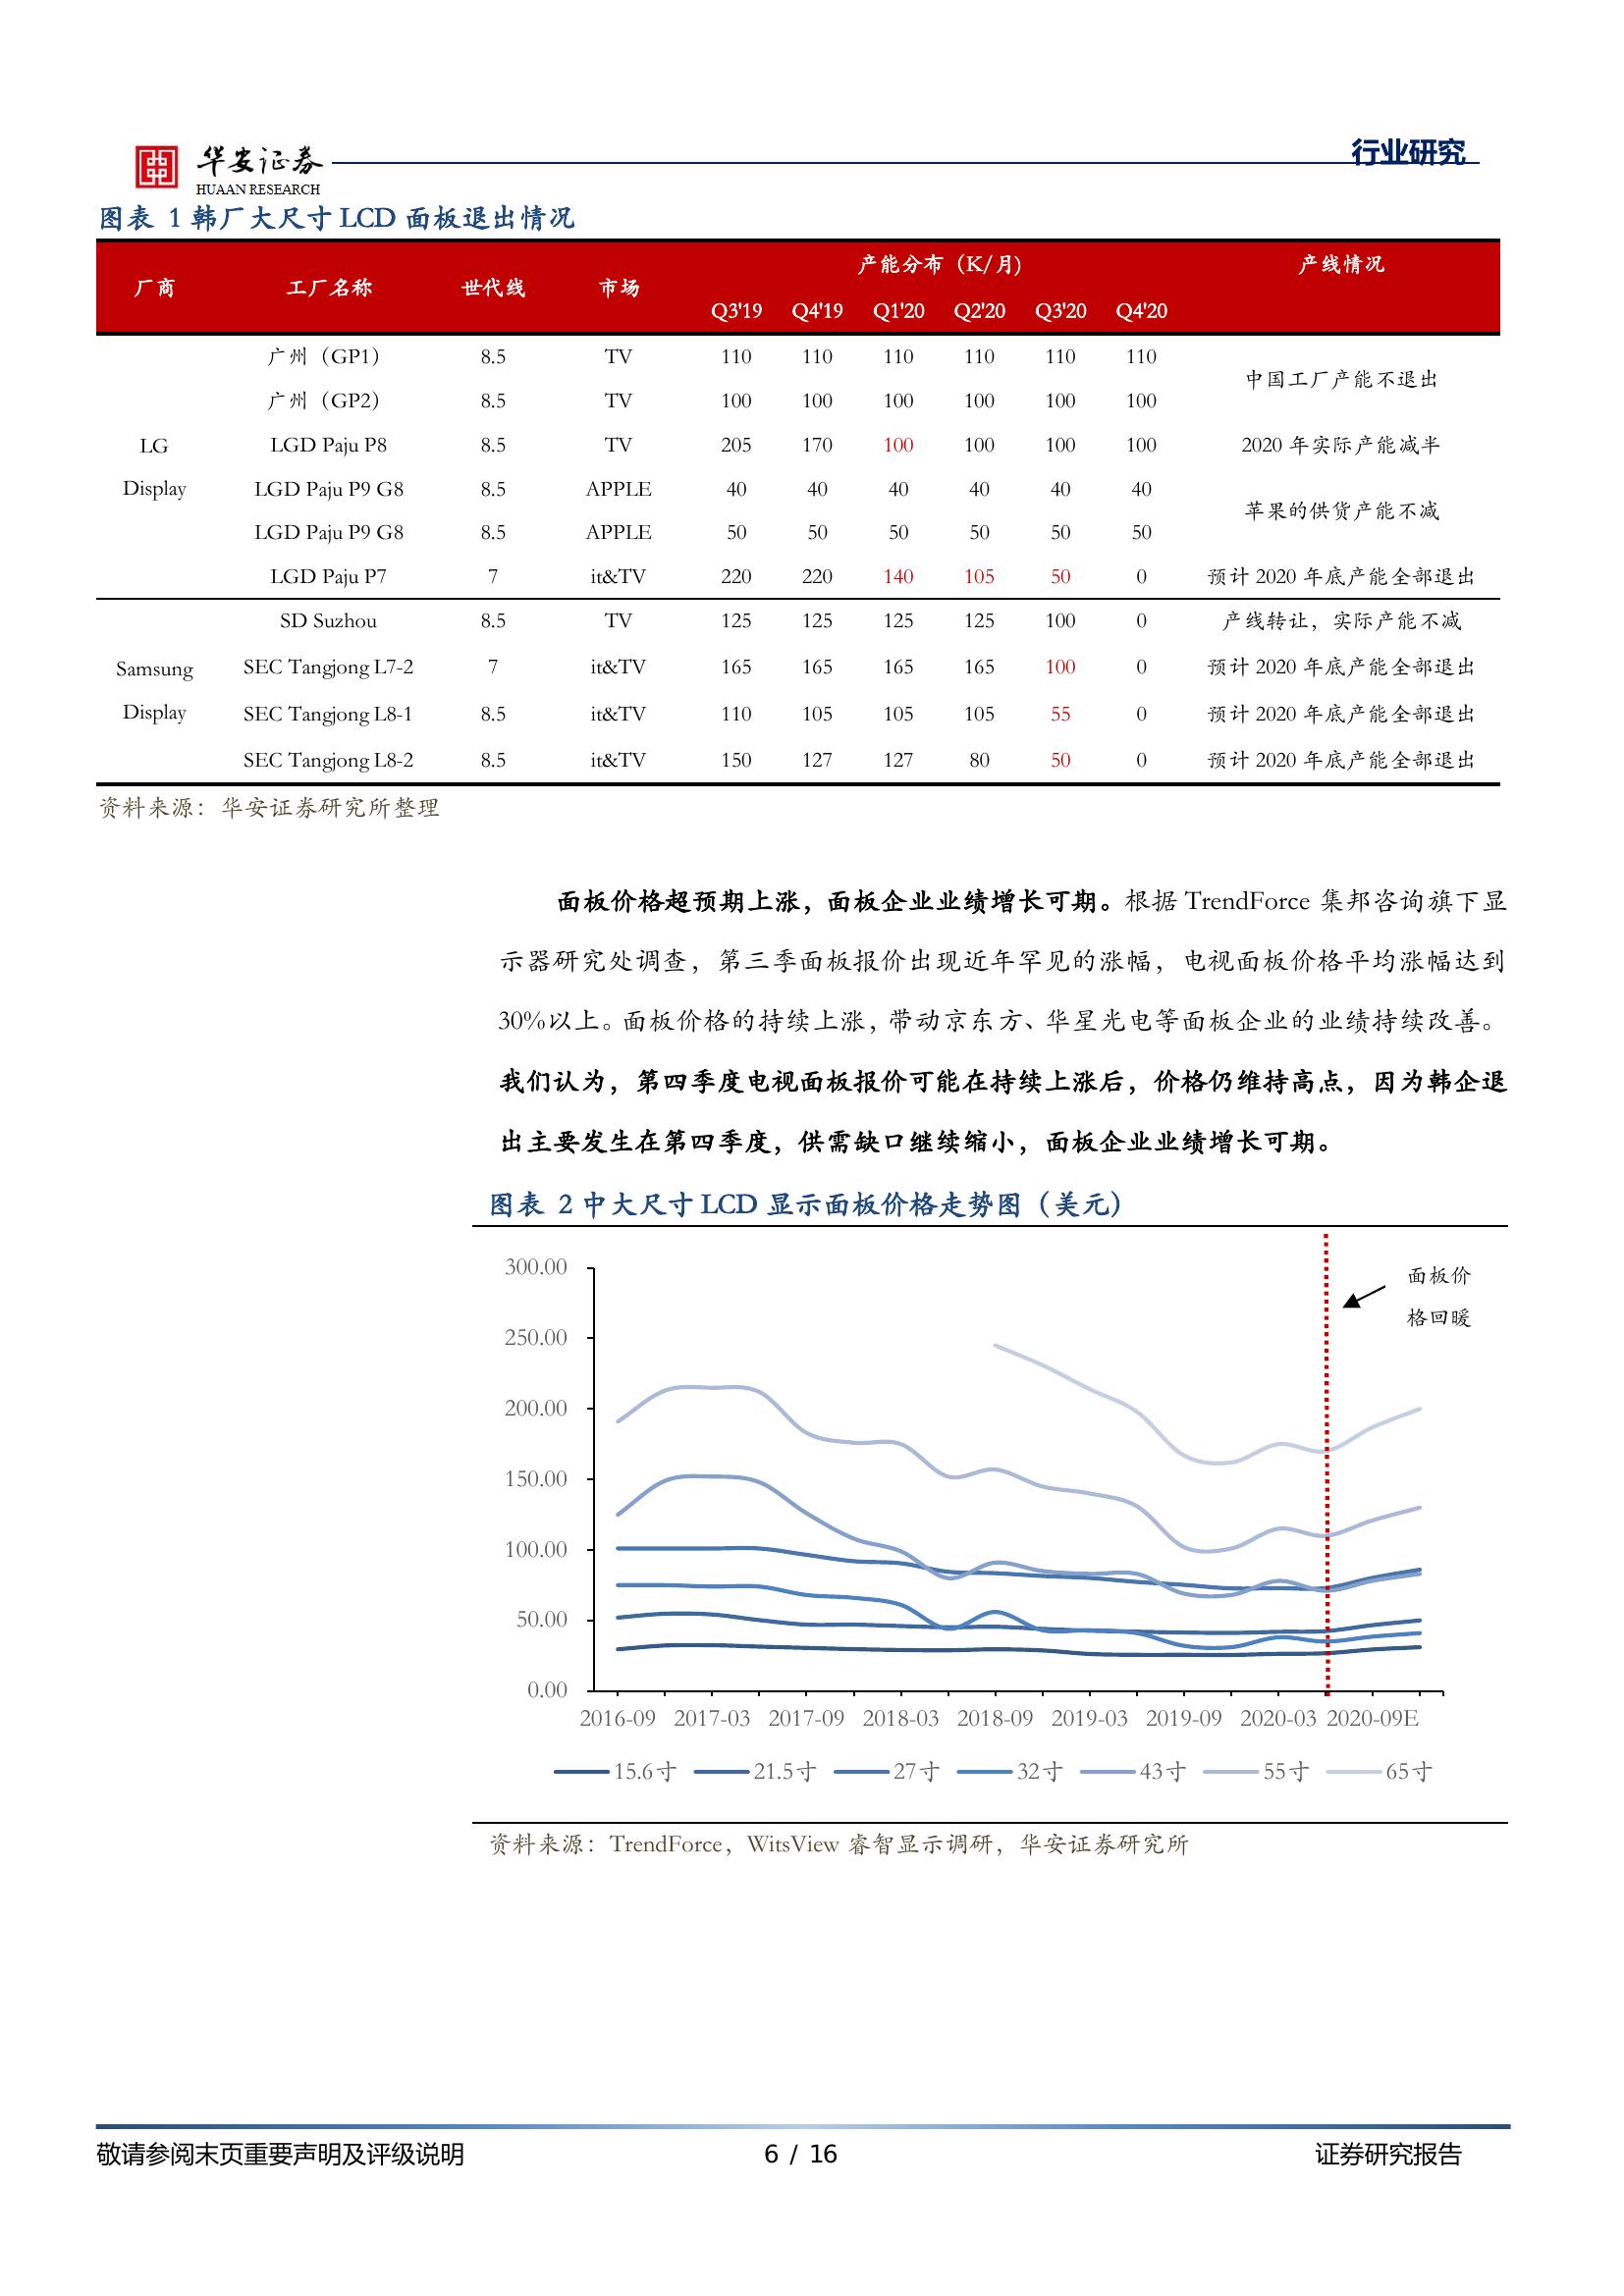 华安证券
HUAAN RESEARCH
行业研究
图表 1 韩厂大尺寸 LCD 面板退出情况
厂商 工厂名称 世代线 市场 产能分布（K/月) 产线情况
Q3'19 Q4'19 Q1'20 Q2'20 Q3'20 Q4'20
LG Display
广州（GP1） 8.5 TV 110 110 110 110 110 110 中国工厂产能不退出
广州（GP2） 8.5 TV 100 100 100 100 100 100
LGD Paju P8 8.5 TV 205 170 100 100 100 100 2020 年实际产能减半
LGD Paju P9 G8 8.5 APPLE 40 40 40 40 40 40 苹果的供货产能不减
LGD Paju P9 G8 8.5 APPLE 50 50 50 50 50 50
LGD Paju P7 7 it&TV 220 220 140 105 50 0 预计 2020 年底产能全部退出
Samsung Display
SD Suzhou 8.5 TV 125 125 125 125 100 0 产线转让，实际产能不减
SEC Tangjong L7-2 7 it&TV 165 165 165 165 100 0 预计 2020 年底产能全部退出
SEC Tangjong L8-1 8.5 it&TV 110 105 105 105 55 0 预计 2020 年底产能全部退出
SEC Tangjong L8-2 8.5 it&TV 150 127 127 80 50 0 预计 2020 年底产能全部退出
资料来源：华安证券研究所整理
面板价格超预期上涨，面板企业业绩增长可期。根据 TrendForce 集邦咨询旗下显
示器研究处调查，第三季面板报价出现近年罕见的涨幅，电视面板价格平均涨幅达到
30%以上。面板价格的持续上涨，带动京东方、华星光电等面板企业的业绩持续改善。
我们认为，第四季度电视面板报价可能在持续上涨后，价格仍维持高点，因为韩企退
出主要发生在第四季度，供需缺口继续缩小，面板企业业绩增长可期。
图表 2 中大尺寸 LCD 显示面板价格走势图（美元）
面板价
格回暖
300.00
250.00
200.00
150.00
100.00
50.00
0.00
2016-09 2017-03 2017-09 2018-03 2018-09 2019-03 2019-09 2020-03 2020-09E
15.6寸 21.5寸 27寸 32寸 43寸 55寸 65寸
资料来源：TrendForce，WitsView 睿智显示调研，华安证券研究所
敬请参阅末页重要声明及评级说明 6 / 16 证券研究报告